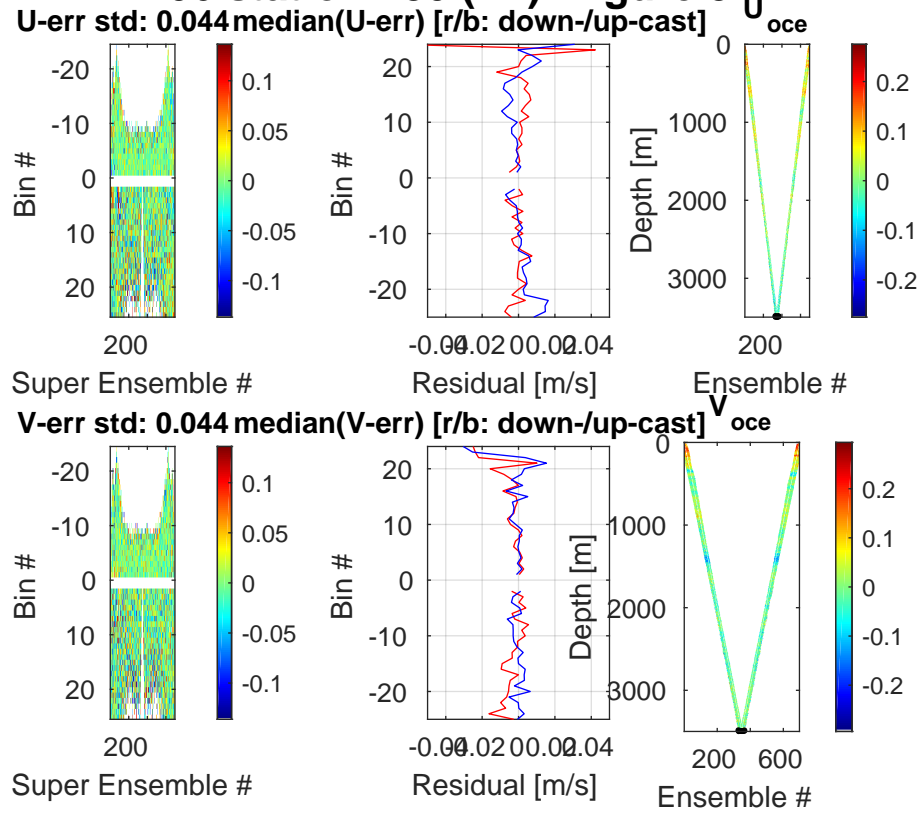 U-err std: 0.044
median(U-err) [r/b: down-/up-cast]
U oce
-20
-10
0
10
20
Bin #
200
Super Ensemble #
0.1
0.05
0
-0.05
-0.1
20
10
0
-10
-20
Bin #
Residual [m/s]
0
1000
2000
3000
Depth [m]
200
Ensemble #
0.2
0.1
0
-0.1
-0.2
V-err std: 0.044
median(V-err) [r/b: down-/up-cast]
V oce
-20
-10
0
10
20
Bin #
200
Super Ensemble #
0.1
0.05
0
-0.05
-0.1
20
10
0
-10
-20
Bin #
Residual [m/s]
0
1000
2000
3000
Depth [m]
200 600
Ensemble #
0.2
0.1
0
-0.1
-0.2